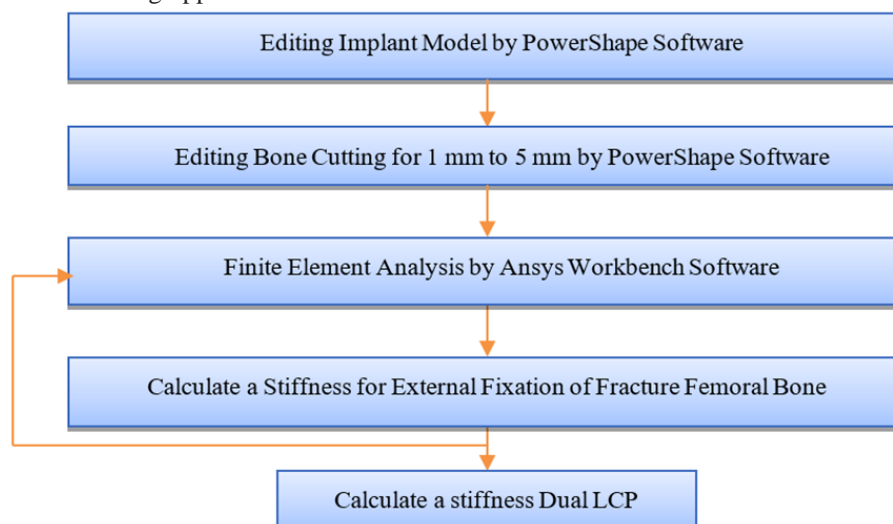 Editing Implant Model by PowerShape Software
Editing Bone Cutting for 1 mm to 5 mm by PowerShape Software
Finite Element Analysis by Ansys Workbench Software
Calculate a Stiffness for External Fixation of Fracture Femoral Bone
Calculate a stiffness Dual LCP